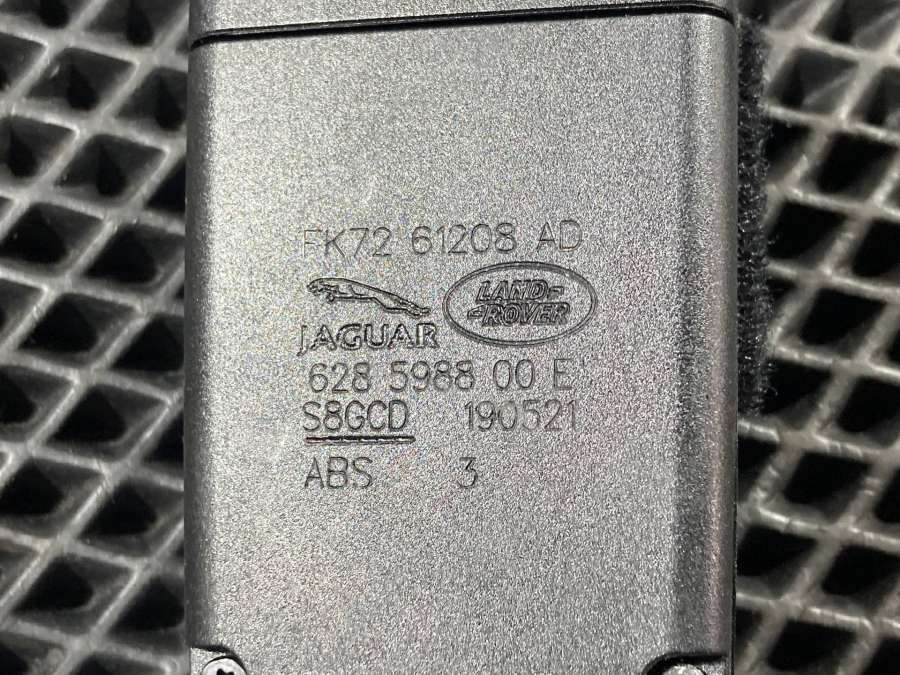 FK72 61208 AD
JAGUAR
LAND-
-ROVER
628 5988 00 E
S8GCD 190521
ABS 3